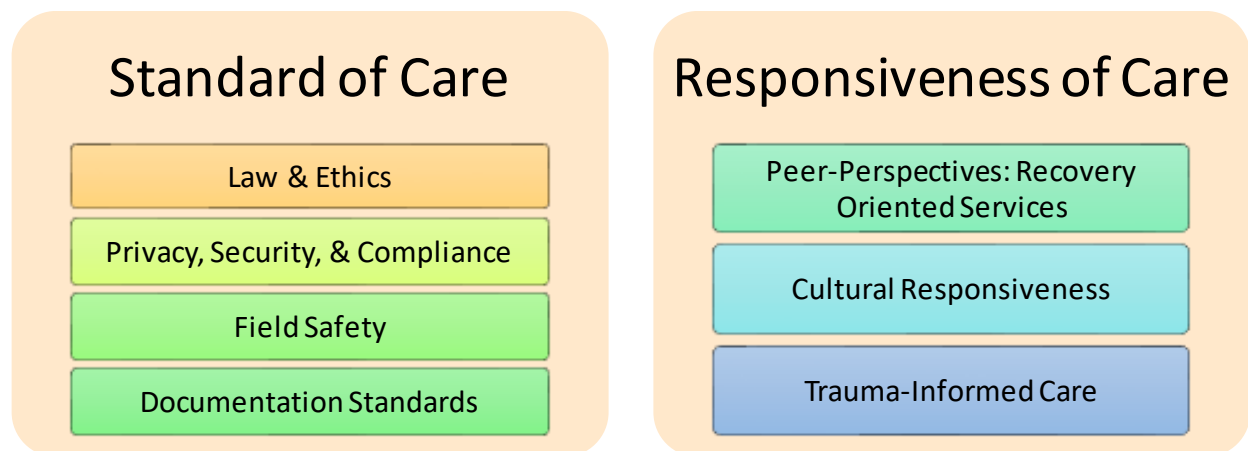 Standard of Care
Law & Ethics
Privacy, Security, & Compliance
Field Safety
Documentation Standards
Responsiveness of Care
Peer-Perspectives: Recovery
Oriented Services
Cultural Responsiveness
Trauma-Informed Care